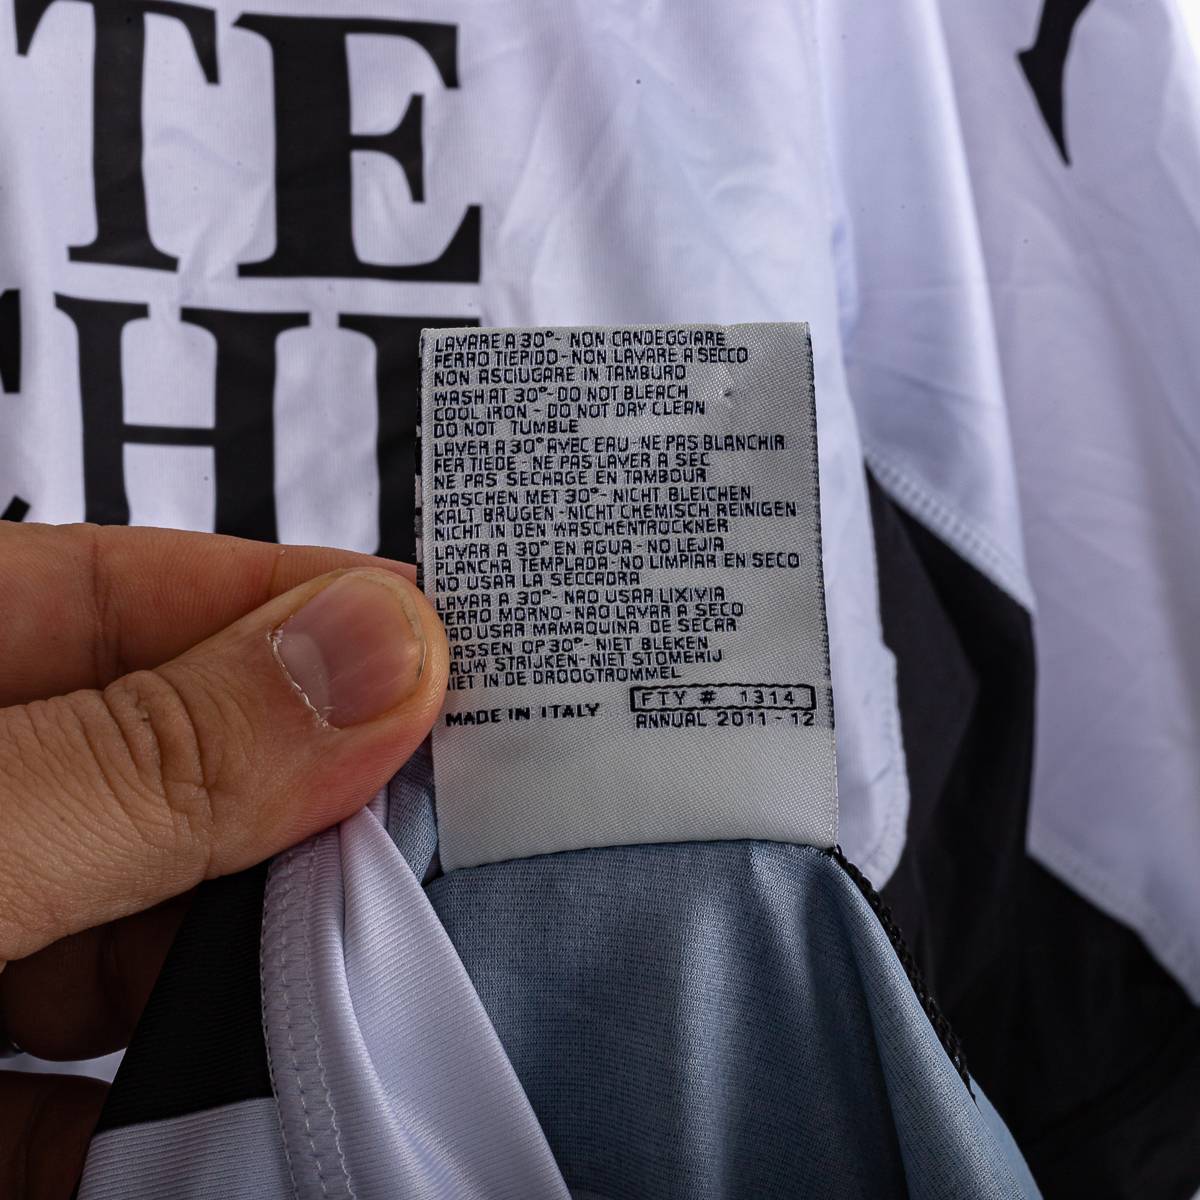 TE
CHI
LAVARE A 30°- NON CANDEGGIARE
FERRO TIEPIDO - NON LAVARE A SECCO
NON ASCIUGARE IN TAMBURO
WASH AT 30°- DO NOT BLEACH
COOL IRON - DO NOT DRY CLEAN
DO NOT TUMBLE
LAVER A 30° AVEC EAU - NE PAS BLANCHIR
FER TIEDE - NE PAS LAVER A SEC
NE PAS SECHAGE EN TAMBOUR
WASCHEN MET 30°- NICHT BLEICHEN
KALT BRUGEN - NICHT CHEMISCH REINIGEN
NICHT IN DEN WASCHENTROCKNER
LAVAR A 30° EN AGUA - NO LEJIA
PLANCHA TEMPLADA - NO LIMPIAR EN SECO
NO USAR LA SECCADRA
LAVAR A 30°- NAO USAR LIXIVIA
FERRO MORNO - NAO LAVAR A SECO
AO USAR MAMAQUINA DE SECAR
ASSEN OP 30°- NIET BLEKEN
AUW STRIJKEN - NIET STOMERIJ
IET IN DE DROOGTROMMEL
MADE IN ITALY
FTY # 1314
ANNUAL 2011 - 12